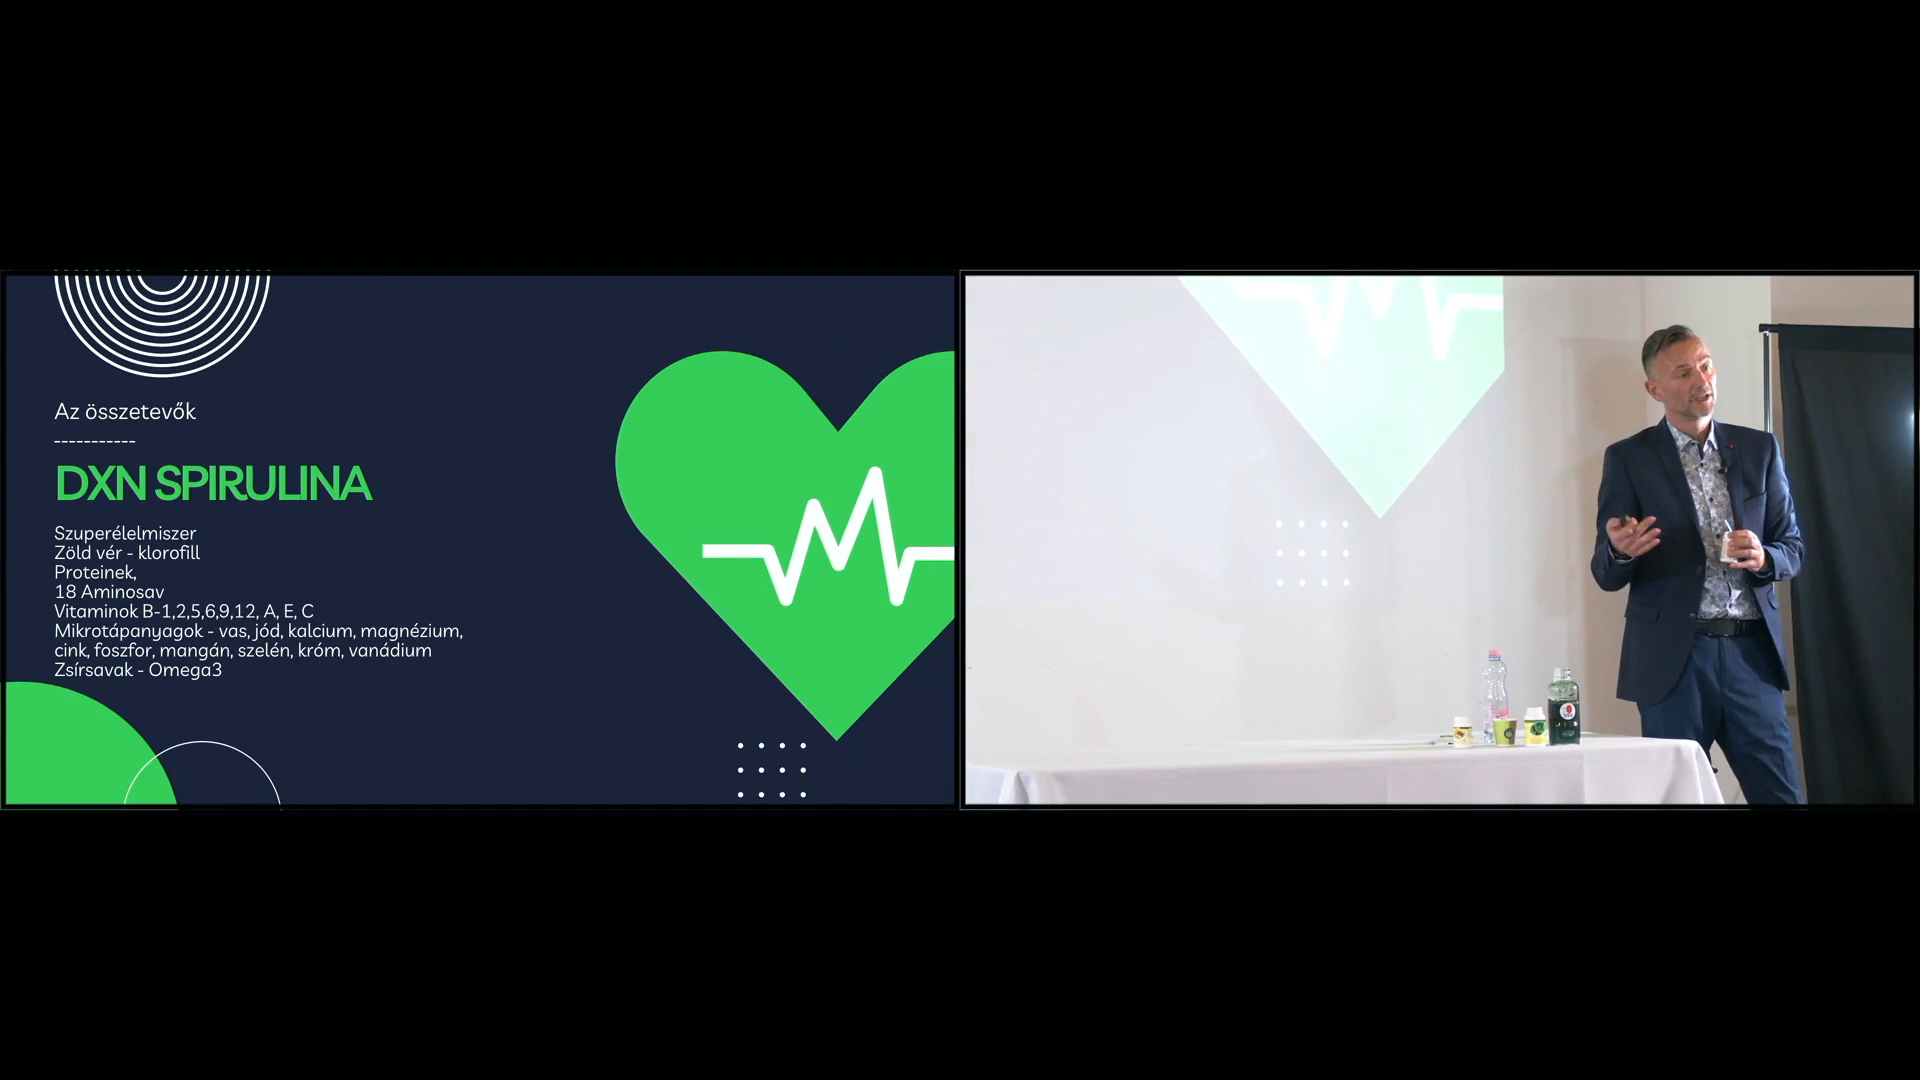 Az összetevők
-----------
DXN SPIRULINA
Szuperélelmiszer
Zöld vér - klorofill
Proteinek,
18 Aminosav
Vitaminok B-1,2,5,6,9,12, A, E, C
Mikrotápanyagok - vas, jód, kalcium, magnézium,
cink, foszfor, mangán, szelén, króm, vanádium
Zsírsavak - Omega3